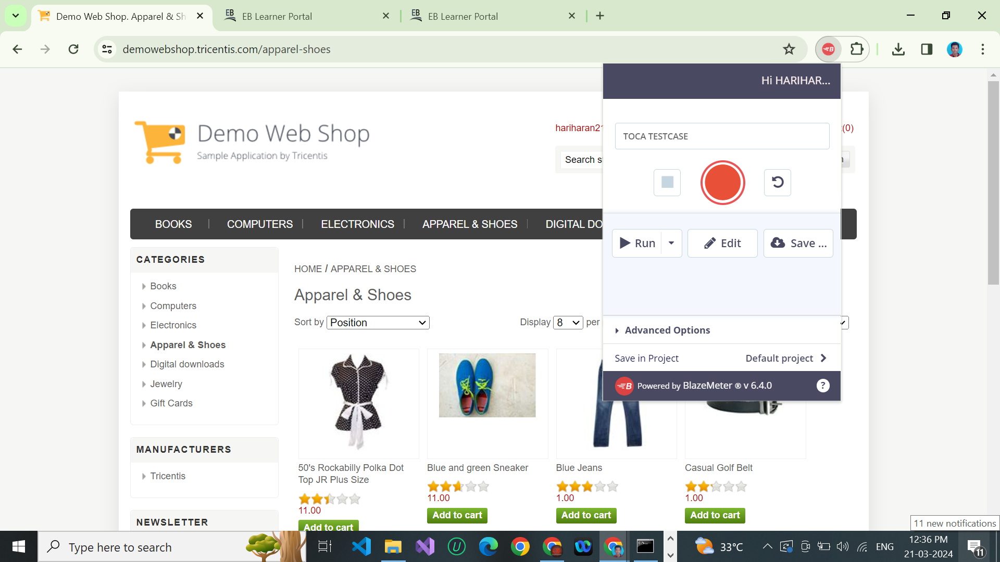 Demo Web Shop. Apparel & Sh
EB Learner Portal
EB Learner Portal
demowebshop.tricentis.com/apparel-shoes
Hi HARIHAR...
Demo Web Shop
Sample Application by Tricentis
hariharan21
(0)
TOCA TESTCASE
Search s
BOOKS
COMPUTERS
ELECTRONICS
APPAREL & SHOES
DIGITAL DO
Run
Edit
Save ...
CATEGORIES
Books
Computers
Electronics
Apparel & Shoes
Digital downloads
Jewelry
Gift Cards
MANUFACTURERS
Tricentis
NEWSLETTER
HOME / APPAREL & SHOES
Apparel & Shoes
Sort by Position
Display 8 per
Advanced Options
Save in Project
Default project
Powered by BlazeMeter ® v 6.4.0
?
50's Rockabilly Polka Dot
Top JR Plus Size
11.00
Add to cart
Blue and green Sneaker
11.00
Add to cart
Blue Jeans
1.00
Add to cart
Casual Golf Belt
1.00
Add to cart
11 new notifications
Type here to search
33°C
ENG
12:36 PM
21-03-2024
11